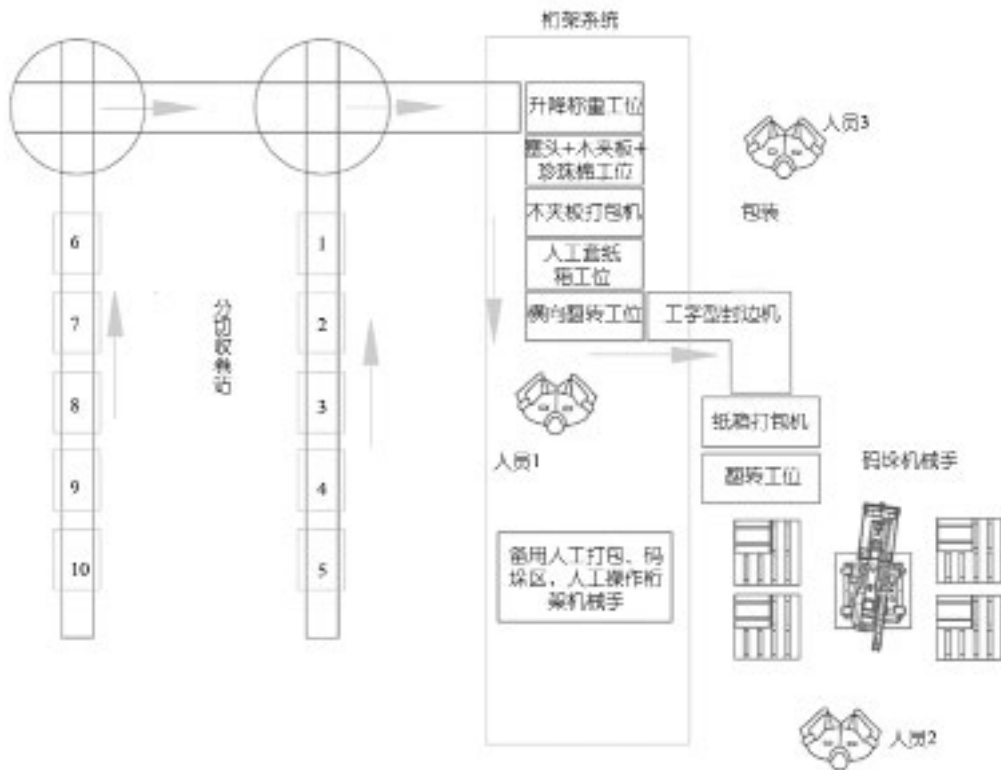 桁架系统
升降称重工位
人员3
塞头+木夹板+
珍珠棉工位
木夹板打包机
包装
人工套纸
箱工位
横向翻转工位
工字型封边机
6
7
8
9
10
分切收卷站
1
2
3
4
5
人员1
纸箱打包机
翻转工位
码垛机械手
备用人工打包、码
垛区，人工操作桁
架机械手
人员2